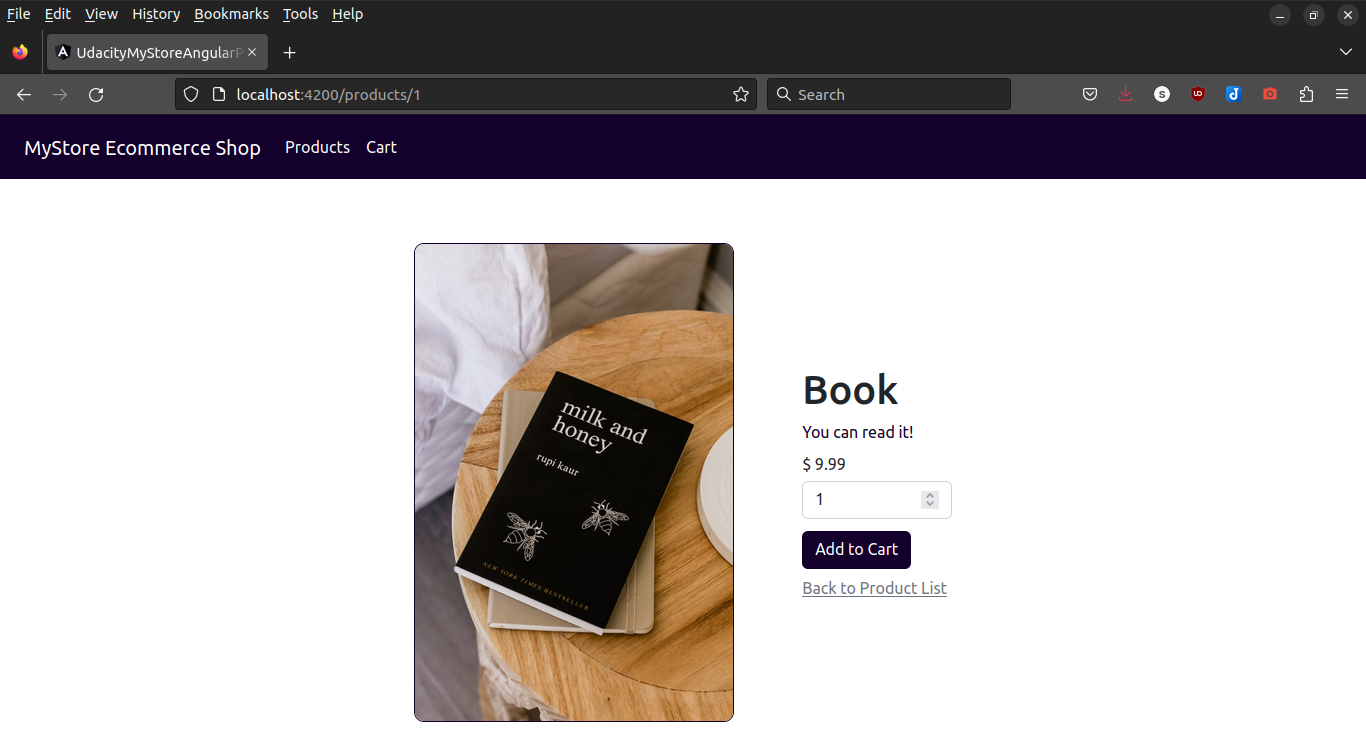 File Edit View History Bookmarks Tools Help
UdacityMyStoreAngularP
localhost:4200/products/1
Search
S
MyStore Ecommerce Shop Products Cart
milk and
honey
rupi kaur
NEW YORK TIMES BESTSELLER
Book
You can read it!
$ 9.99
1
Add to Cart
Back to Product List